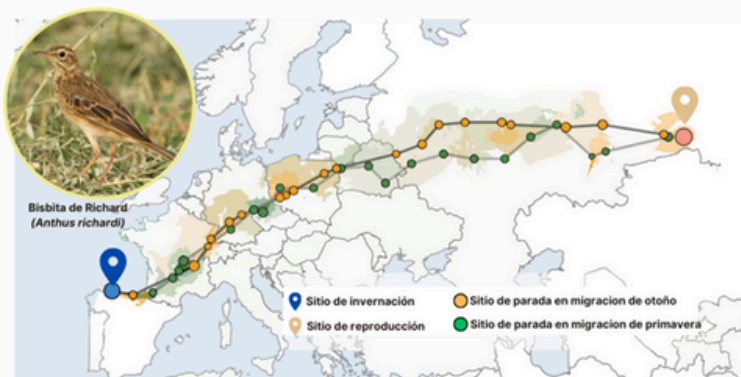 Bisbita de Richard
(Anthus richardi)
Sitio de invernación
Sitio de reproducción
Sitio de parada en migracion de otoño
Sitio de parada en migracion de primavera